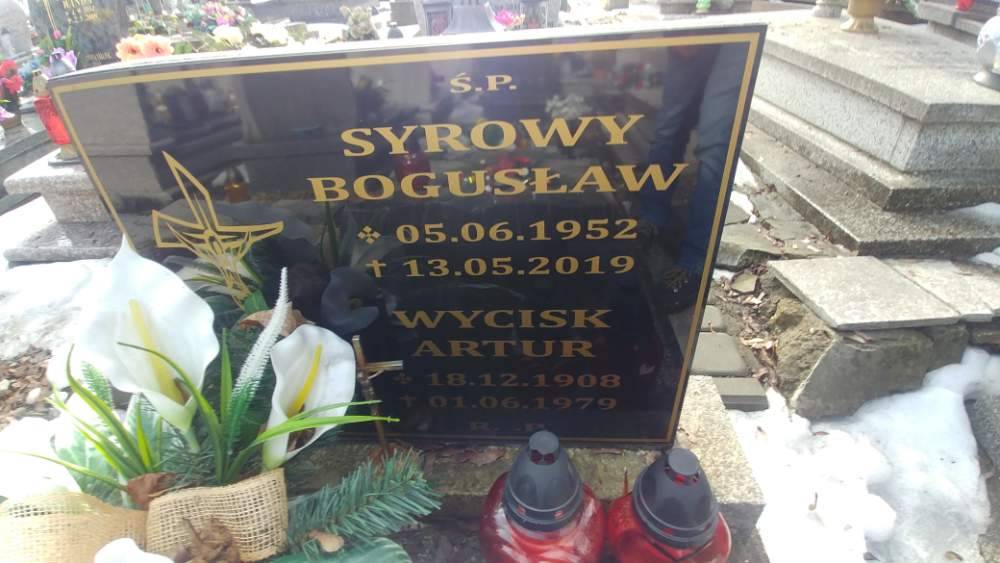 Ś.P.
SYROWY
BOGUSŁAW
✣ 05.06.1952
† 13.05.2019
WYCISK
ARTUR
✣ 18.12.1908
† 01.06.1979
R.